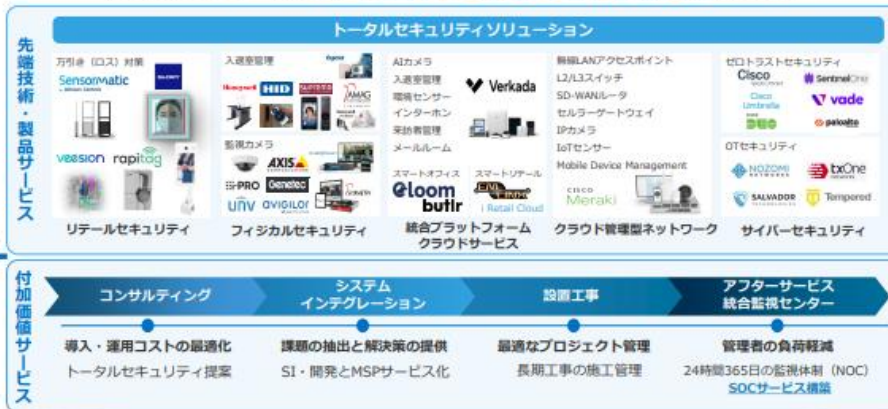 先端技術・製品サービス
トータルセキュリティソリューション
万引き（ロス）対策
Sensormatic
veesion rapitag
リテールセキュリティ
入退室管理
Honeywell HID
AMAG
監視カメラ
AXIS
i-PRO Genetec
UNV AVIGILON
フィジカルセキュリティ
AIカメラ
入退室管理
環境センサー
インターホン
来訪者管理
メールルーム
Verkada
スマートオフィス
スマートリテール
butlr
Retail Cloud
統合プラットフォーム
クラウドサービス
無線LANアクセスポイント
L2/L3スイッチ
SD-WANルータ
セルラーゲートウェイ
IPカメラ
IoTセンサー
Mobile Device Management
CISCO
Meraki
クラウド管理型ネットワーク
ゼロトラストセキュリティ
Cisco
SentinelOne
Cisco
Umbrella
vade
DUO
paloalto
OTセキュリティ
NOZOMI
NETWORKS
txOne
SALVADOR
Tempered
サイバーセキュリティ
付加価値サービス
コンサルティング
システム
インテグレーション
設置工事
アフターサービス
統合監視センター
導入・運用コストの最適化
トータルセキュリティ提案
課題の抽出と解決策の提供
SI・開発とMSPサービス化
最適なプロジェクト管理
長期工事の施工管理
管理者の負荷軽減
24時間365日の監視体制（NOC）
SOCサービス構築